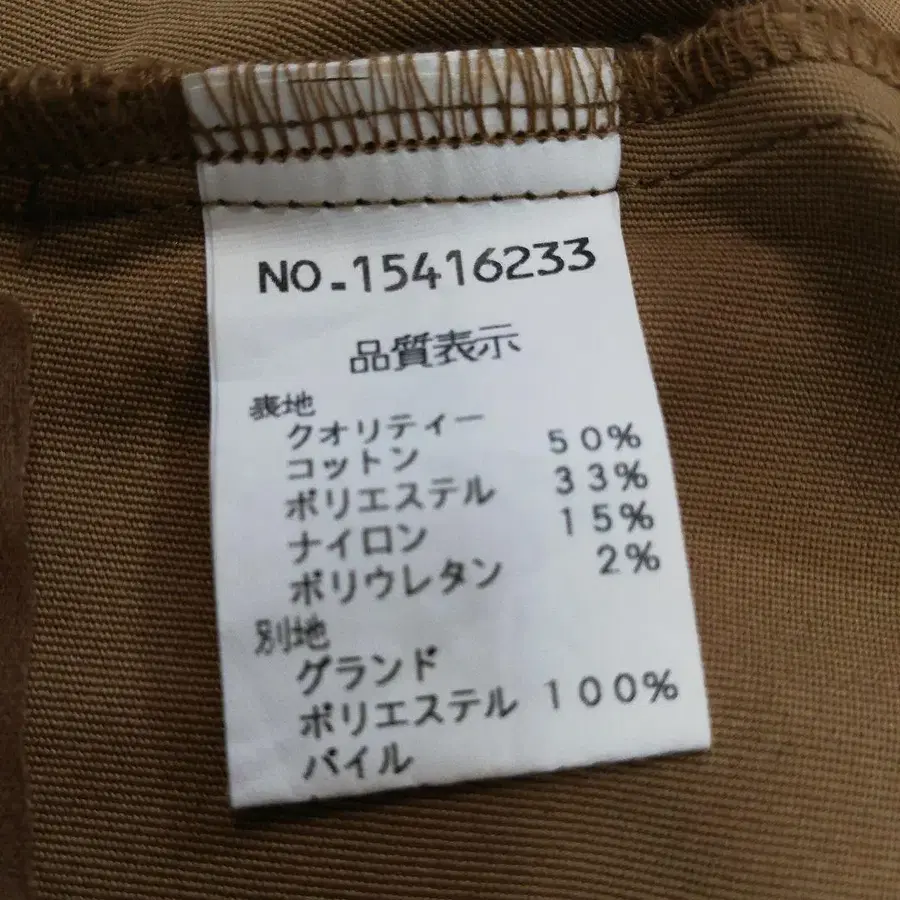 NO.15416233
品質表示
表地
クオリティー
コットン 50%
ポリエステル 33%
ナイロン 15%
ポリウレタン 2%
別地
グランド
ポリエステル 100%
パイル